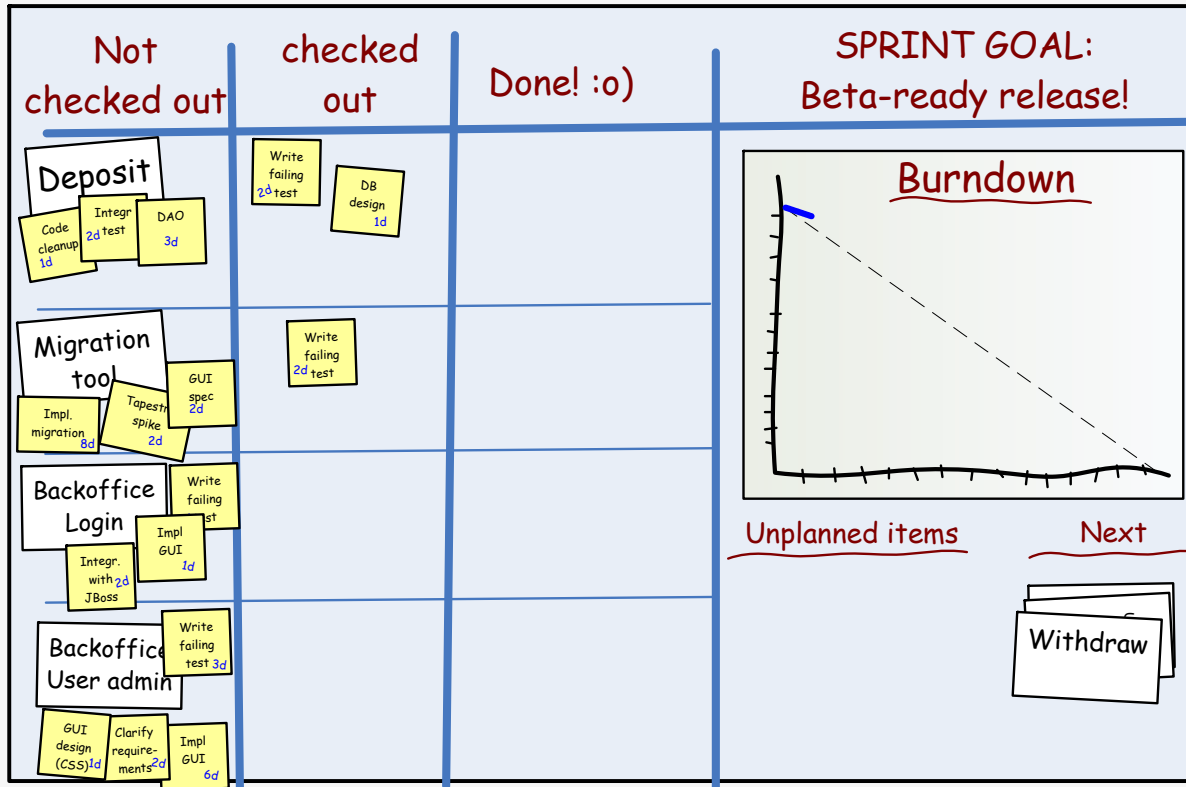 Not
checked out
checked
out
Done! :o)
SPRINT GOAL:
Beta-ready release!
Deposit
Code
cleanup
1d
Integr
test
2d
DAO
3d
Write
failing
test
2d
DB
design
1d
Burndown
Migration
tool
Impl.
migration
8d
spike
2d
GUI
spec
2d
Write
failing
test
2d
Backoffice
Login
Write
failing
Impl
GUI
1d
Integr.
with
2d
JBoss
Unplanned items
Next
Withdraw
Backoffice
User admin
Write
failing
test 3d
GUI
design
(CSS) 1d
Clarify
require-
ments 2d
Impl
GUI
6d